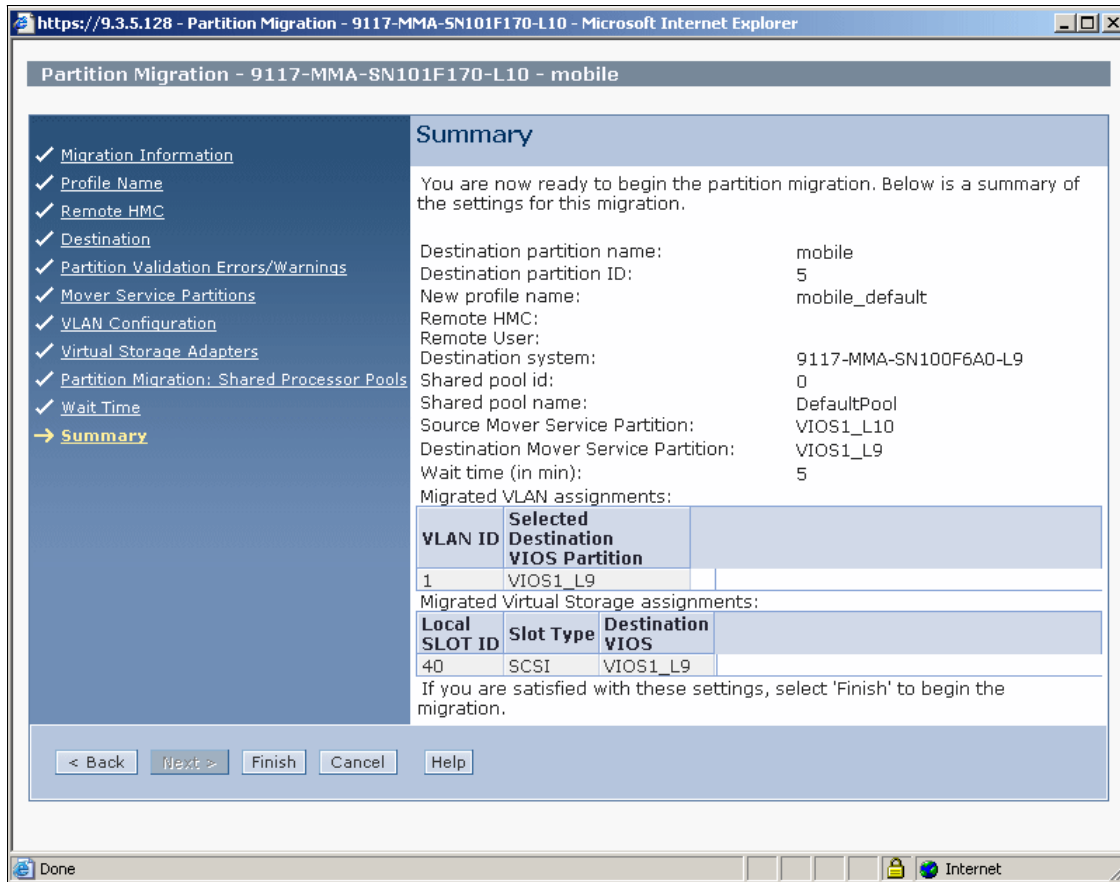 https://9.3.5.128 - Partition Migration - 9117-MMA-SN101F170-L10 - Microsoft Internet Explorer
Partition Migration - 9117-MMA-SN101F170-L10 - mobile
Migration Information
Profile Name
Remote HMC
Destination
Partition Validation Errors/Warnings
Mover Service Partitions
VLAN Configuration
Virtual Storage Adapters
Partition Migration: Shared Processor Pools
Wait Time
Summary
Summary
You are now ready to begin the partition migration. Below is a summary of
the settings for this migration.
Destination partition name: mobile
Destination partition ID: 5
New profile name: mobile_default
Remote HMC:
Remote User:
Destination system: 9117-MMA-SN100F6A0-L9
Shared pool id: 0
Shared pool name: DefaultPool
Source Mover Service Partition: VIOS1_L10
Destination Mover Service Partition: VIOS1_L9
Wait time (in min): 5
Migrated VLAN assignments:
VLAN ID Selected Destination VIOS Partition
1 VIOS1_L9
Migrated Virtual Storage assignments:
Local SLOT ID Slot Type Destination VIOS
40 SCSI VIOS1_L9
If you are satisfied with these settings, select 'Finish' to begin the
migration.
< Back Next > Finish Cancel Help
Done Internet